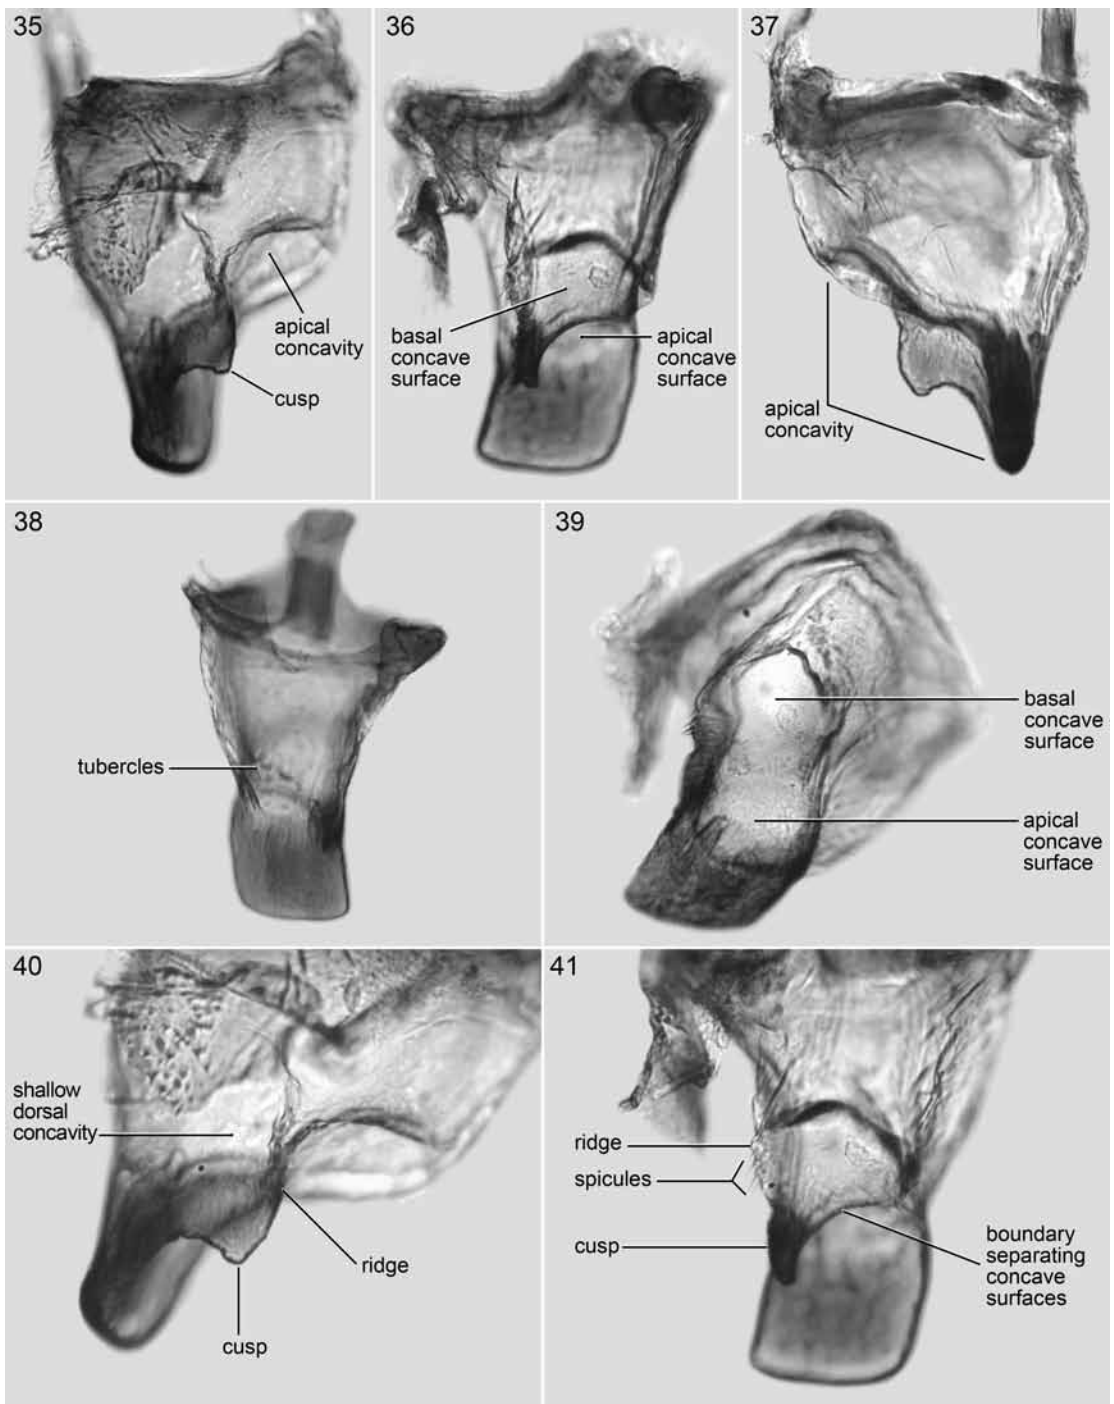 35
apical
concavity
cusp
36
basal
concave
surface
apical
concave
surface
37
apical
concavity
38
tubercles
39
basal
concave
surface
apical
concave
surface
40
shallow
dorsal
concavity
ridge
cusp
41
ridge
spicules
cusp
boundary
separating
concave
surfaces